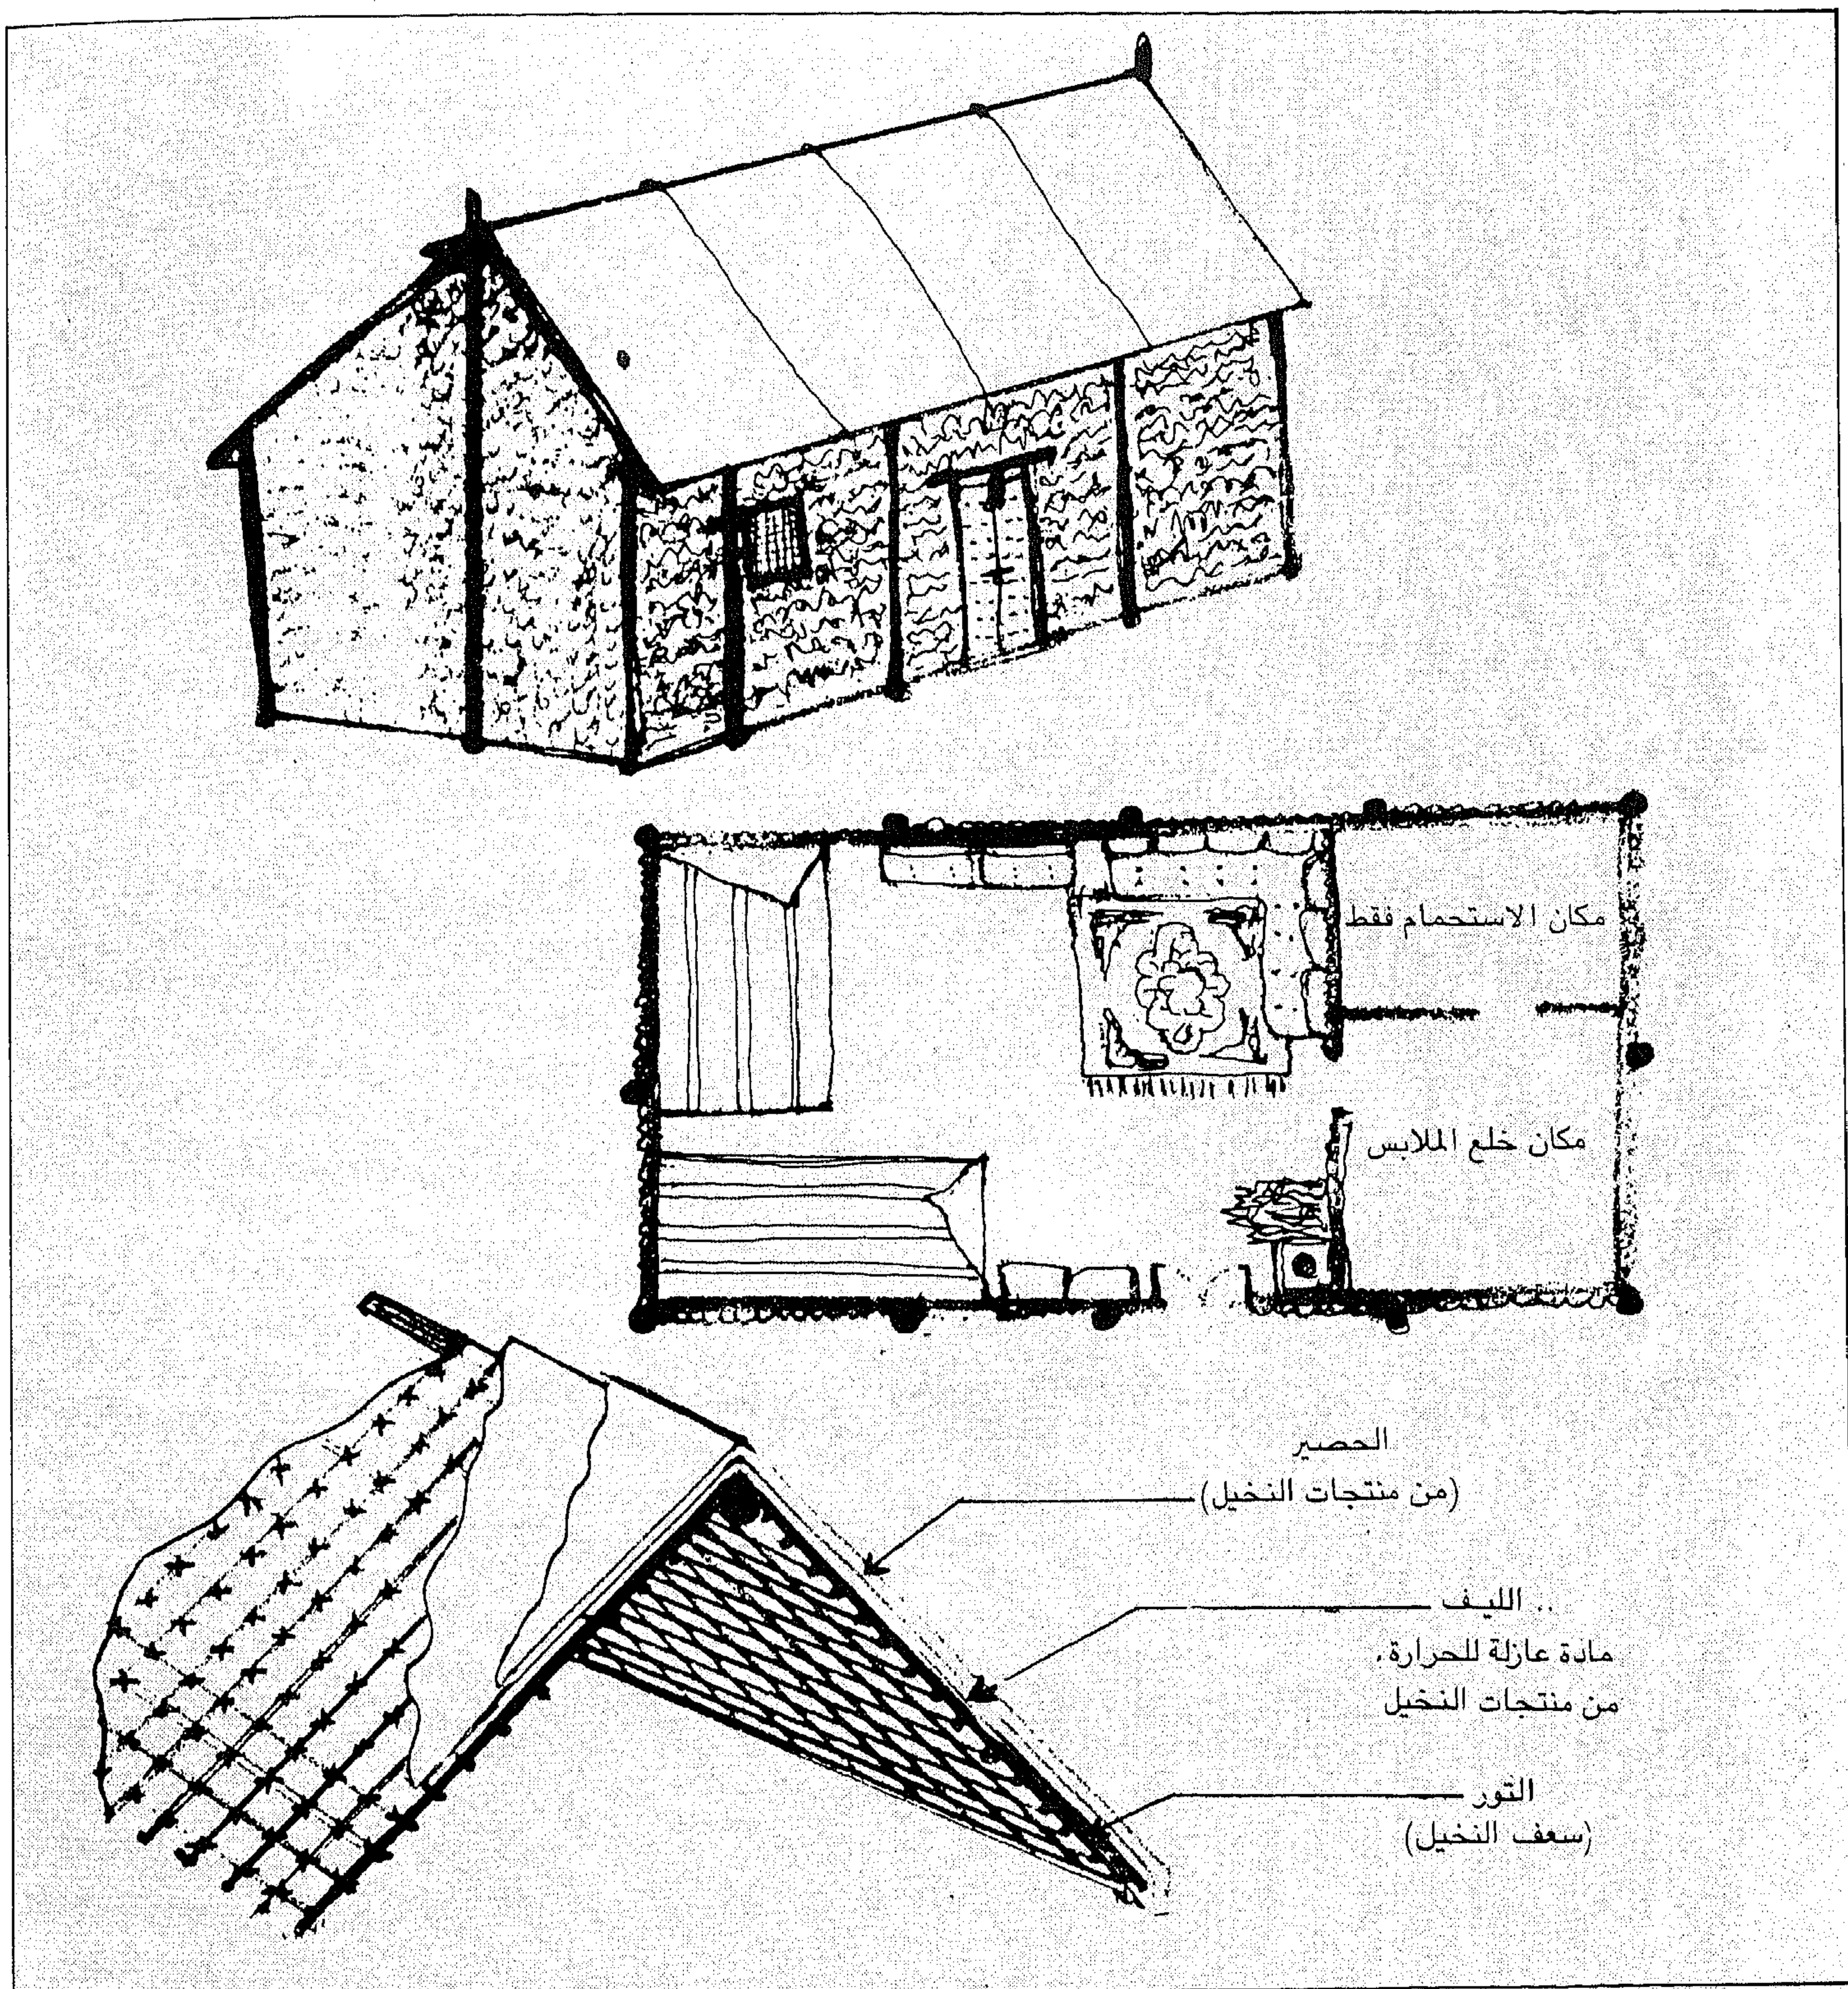 مكان الاستحمام فقط
مكان خلع الملابس
الحصير
(من منتجات النخيل)
.. الليف
مادة عازلة للحرارة.
من منتجات النخيل
الثور
(سعف النخيل)